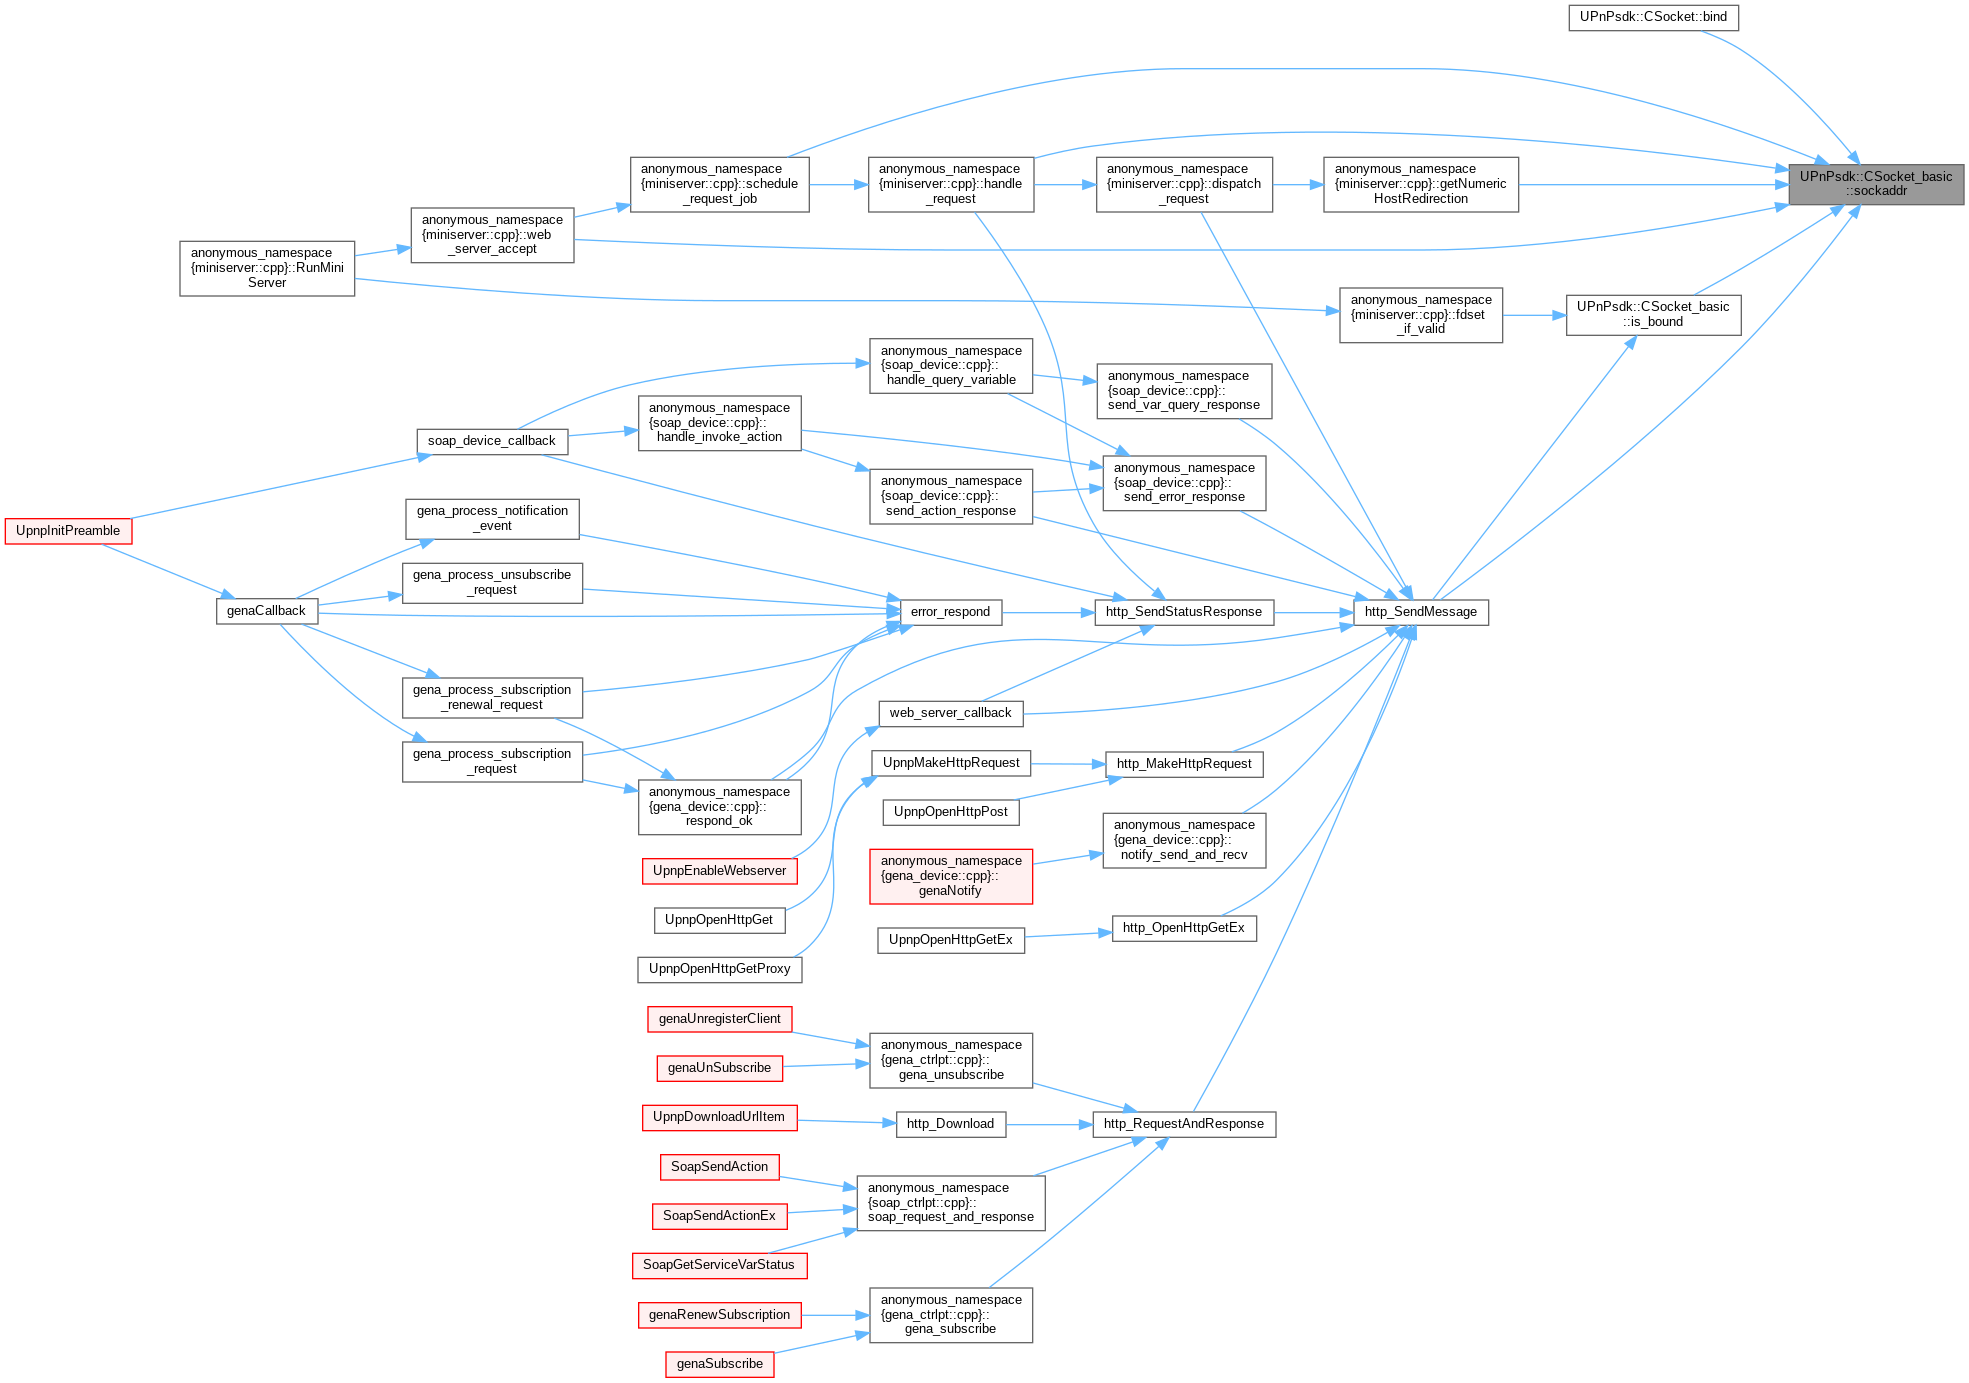 UPnPsdk::CSocket::bind
anonymous_namespace
{miniserver::cpp}::schedule
_request_job
anonymous_namespace
{miniserver::cpp}::handle
_request
anonymous_namespace
{miniserver::cpp}::dispatch
_request
anonymous_namespace
{miniserver::cpp}::getNumeric
HostRedirection
UPnPsdk::CSocket_basic
::sockaddr
anonymous_namespace
{miniserver::cpp}::web
_server_accept
anonymous_namespace
{miniserver::cpp}::RunMini
Server
anonymous_namespace
{miniserver::cpp}::fdset
_if_valid
UPnPsdk::CSocket_basic
::is_bound
anonymous_namespace
{soap_device::cpp}::
handle_query_variable
anonymous_namespace
{soap_device::cpp}::
send_var_query_response
anonymous_namespace
{soap_device::cpp}::
handle_invoke_action
soap_device_callback
anonymous_namespace
{soap_device::cpp}::
send_error_response
anonymous_namespace
{soap_device::cpp}::
send_action_response
gena_process_notification
_event
UpnpInitPreamble
gena_process_unsubscribe
_request
genaCallback
error_respond
http_SendStatusResponse
http_SendMessage
gena_process_subscription
_renewal_request
web_server_callback
gena_process_subscription
_request
UpnpMakeHttpRequest
http_MakeHttpRequest
anonymous_namespace
{gena_device::cpp}::
respond_ok
UpnpOpenHttpPost
anonymous_namespace
{gena_device::cpp}::
notify_send_and_recv
UpnpEnableWebserver
anonymous_namespace
{gena_device::cpp}::
genaNotify
UpnpOpenHttpGet
http_OpenHttpGetEx
UpnpOpenHttpGetEx
UpnpOpenHttpGetProxy
genaUnregisterClient
anonymous_namespace
{gena_ctrlpt::cpp}::
gena_unsubscribe
genaUnSubscribe
UpnpDownloadUrlItem
http_Download
http_RequestAndResponse
SoapSendAction
anonymous_namespace
{soap_ctrlpt::cpp}::
soap_request_and_response
SoapSendActionEx
SoapGetServiceVarStatus
anonymous_namespace
{gena_ctrlpt::cpp}::
gena_subscribe
genaRenewSubscription
genaSubscribe